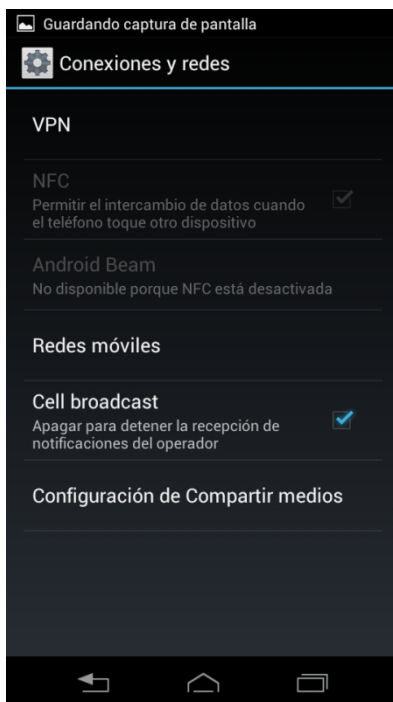 Guardando captura de pantalla
Conexiones y redes
VPN
NFC
Permitir el intercambio de datos cuando
el teléfono toque otro dispositivo
Android Beam
No disponible porque NFC está desactivada
Redes móviles
Cell broadcast
Apagar para detener la recepción de
notificaciones del operador
Configuración de Compartir medios